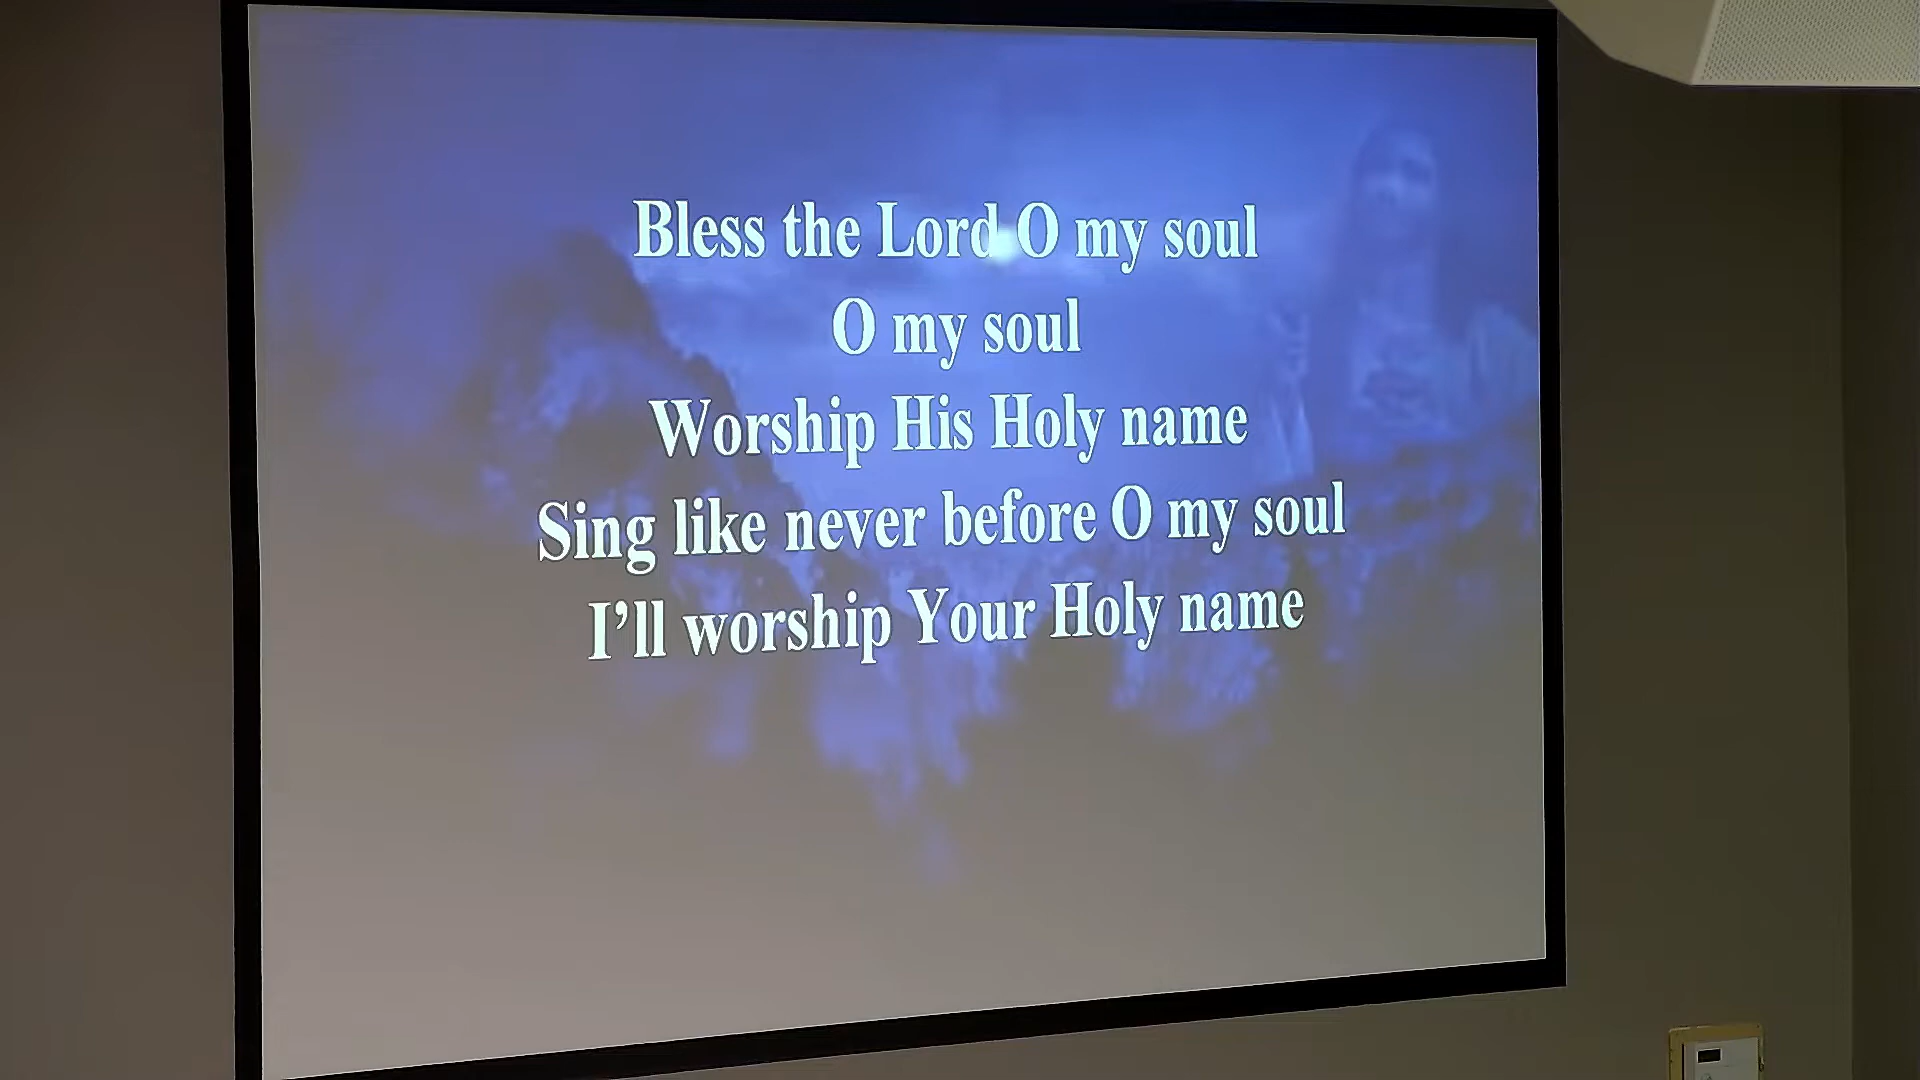 Bless the Lord O my soul
O my soul
Worship His Holy name
Sing like never before O my soul
I’ll worship Your Holy name